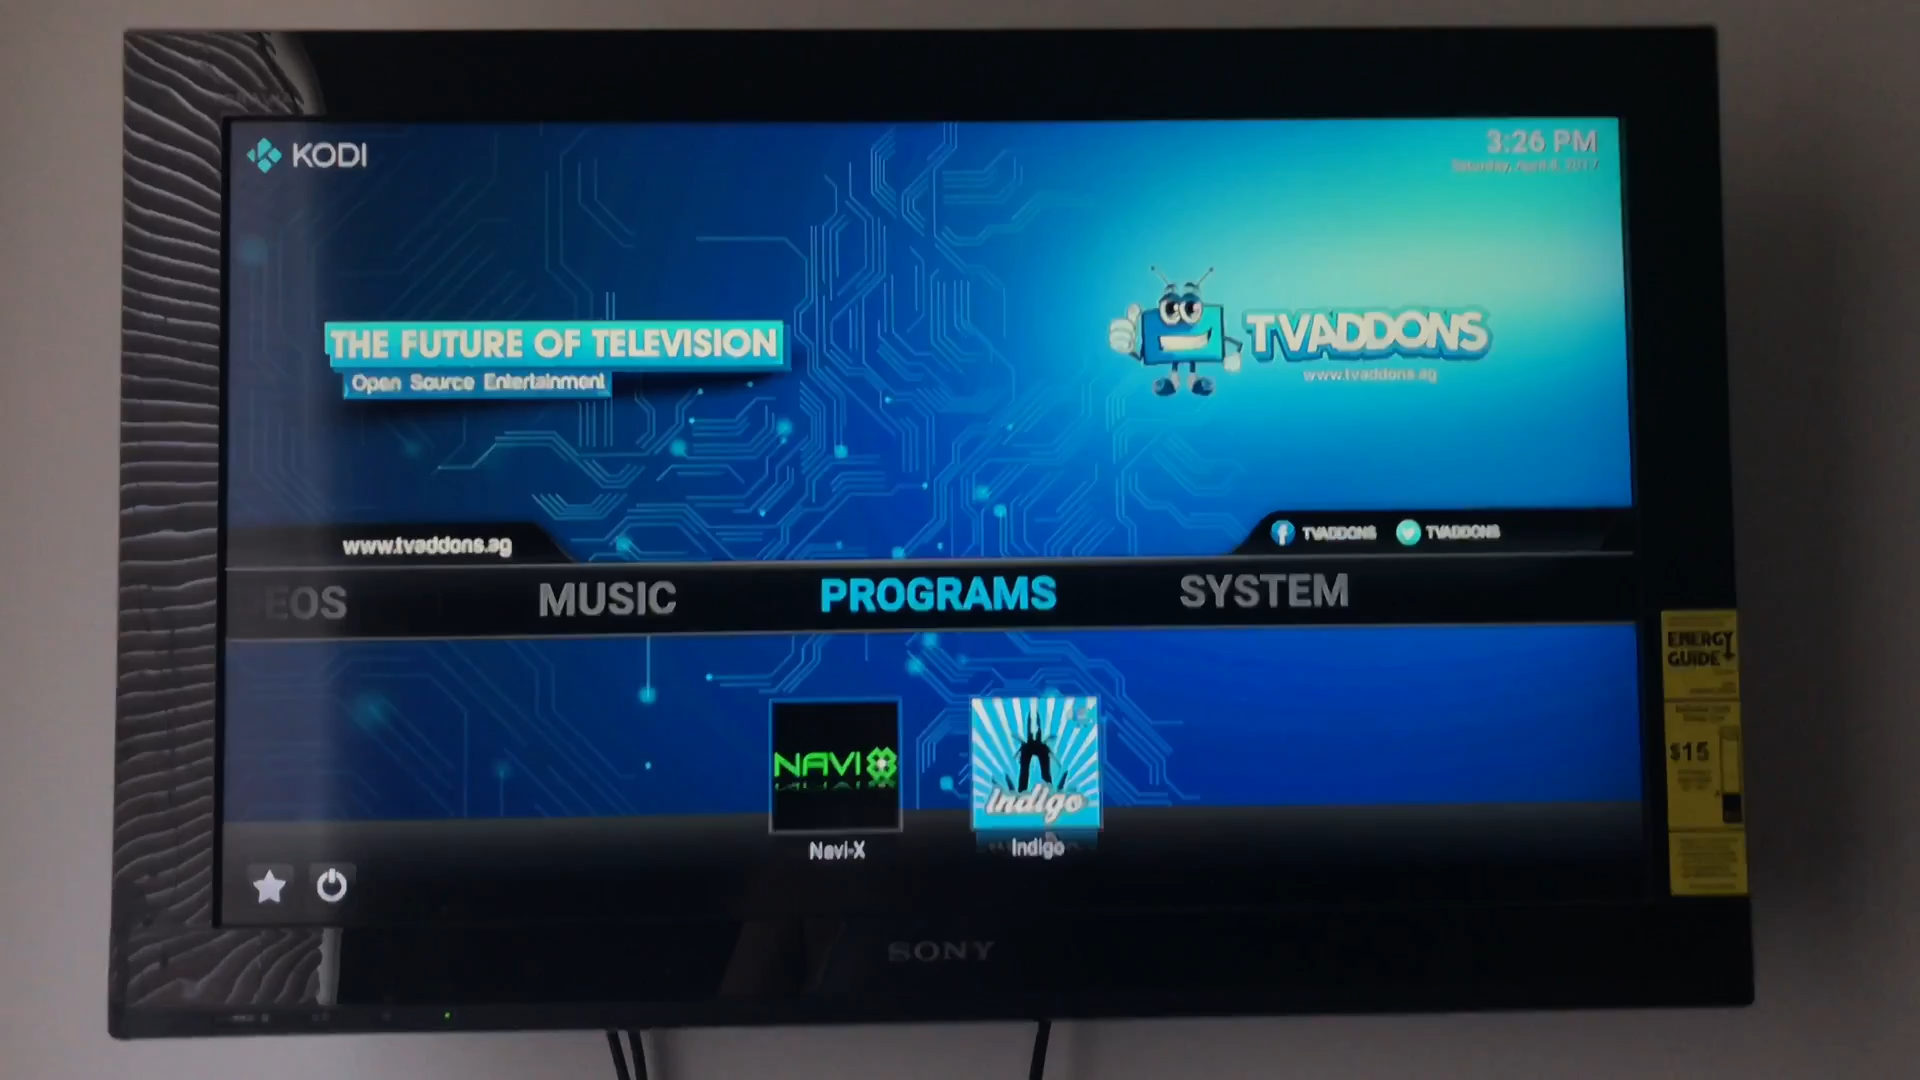 KODI
3:26 PM
THE FUTURE OF TELEVISION
Open Source Entertainment
TVADDONS
www.tvaddons.ag
www.tvaddons.ag
TVADDONS
TVADDONS
EOS
MUSIC
PROGRAMS
SYSTEM
NAVI X
Indigo
Navi-X
Indigo
ENERGY
GUIDE
$15
SONY